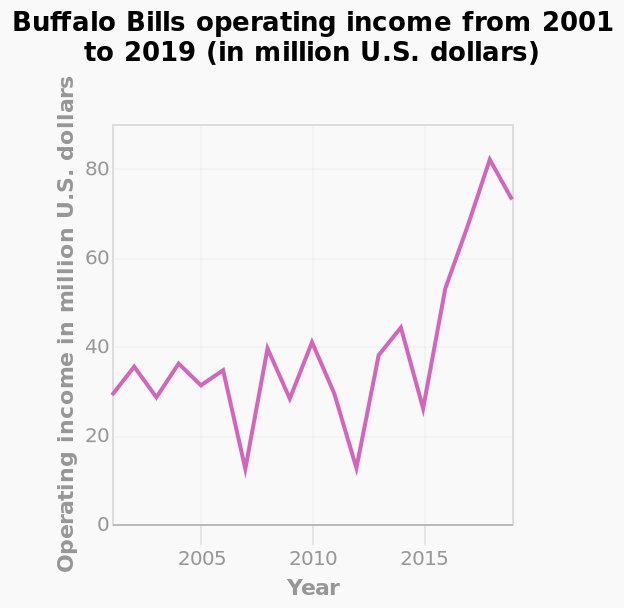 Buffalo Bills operating income from 2001
to 2019 (in million U.S. dollars)
Operating income in million U.S. dollars
80
60
40
20
0
2005 2010 2015
Year